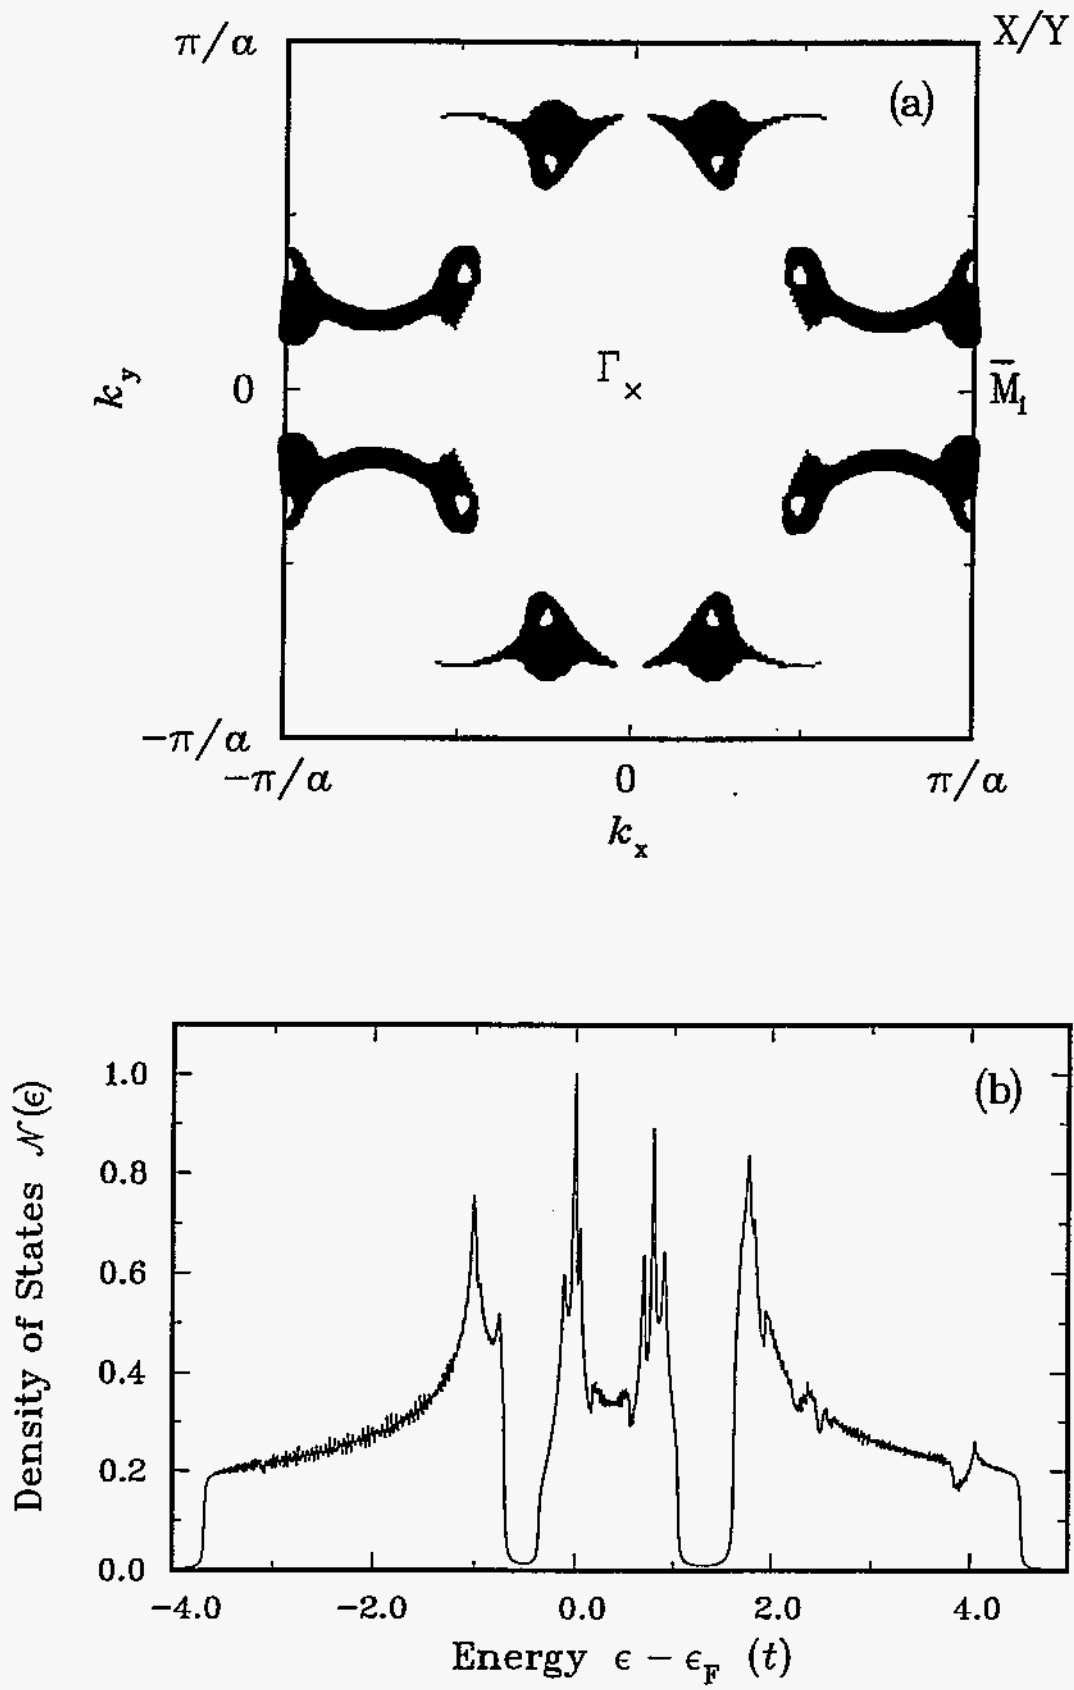 π/a
X/Y
(a)
Γ
×
k_y
0
M̄₁
−π/a
−π/a
0
π/a
k_x
(b)
Density of States 𝒩(ϵ)
1.0
0.8
0.6
0.4
0.2
0.0
-4.0
-2.0
0.0
2.0
4.0
Energy ϵ − ϵ_F (t)